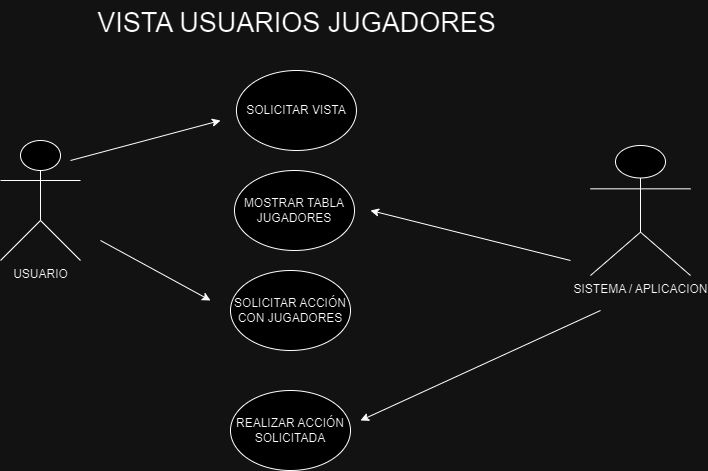 VISTA USUARIOS JUGADORES
SOLICITAR VISTA
MOSTRAR TABLA
JUGADORES
USUARIO
SOLICITAR ACCIÓN
CON JUGADORES
SISTEMA / APLICACION
REALIZAR ACCIÓN
SOLICITADA